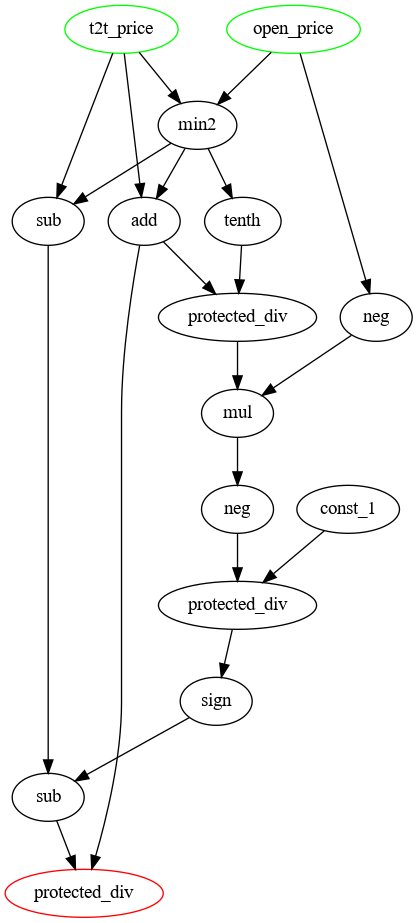 t2t_price
open_price
min2
sub
add
tenth
protected_div
neg
mul
neg
const_1
protected_div
sign
sub
protected_div